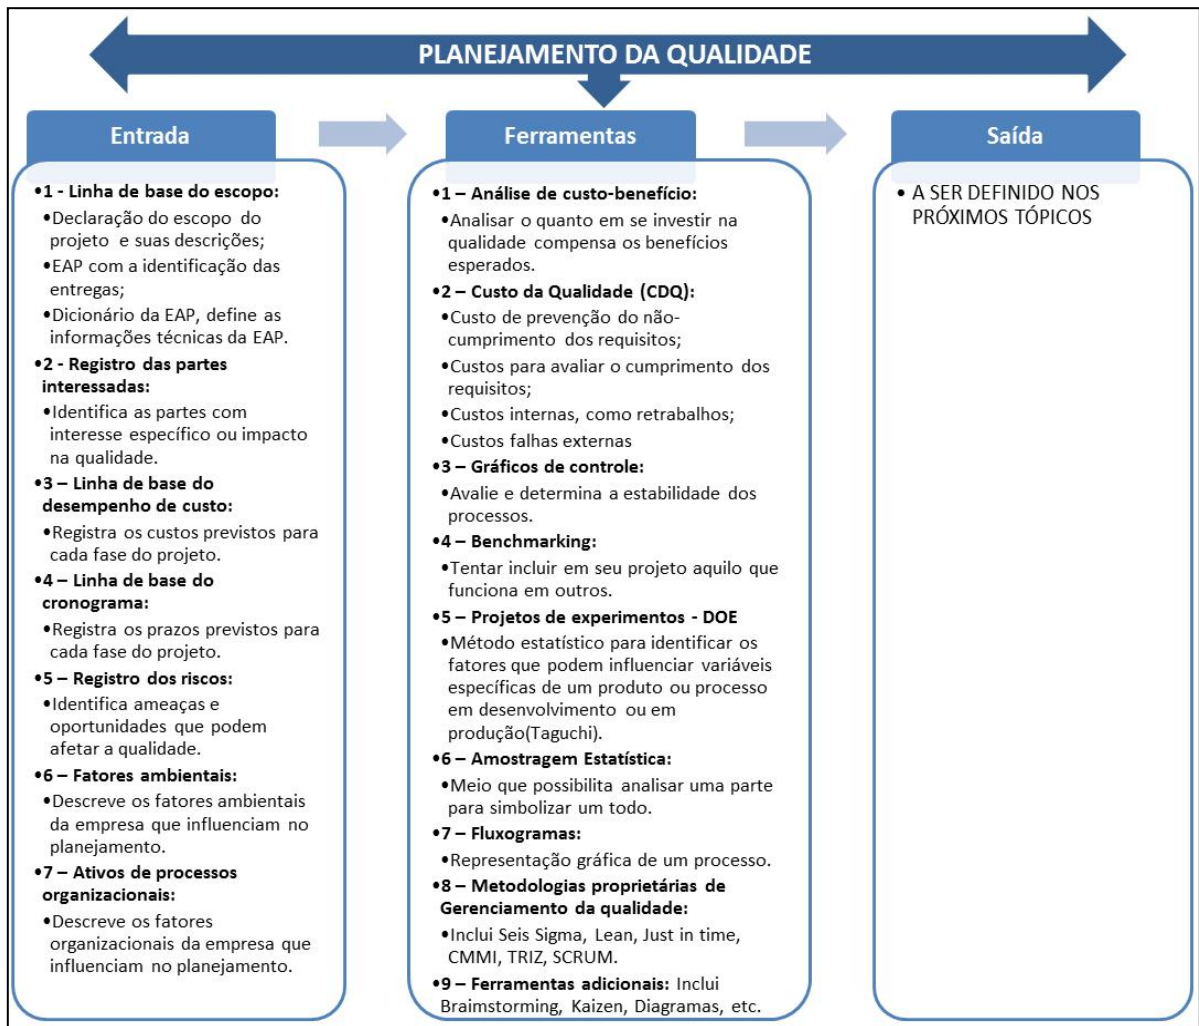 PLANEJAMENTO DA QUALIDADE
Entrada
•1 - Linha de base do escopo:
•Declaração do escopo do
projeto e suas descrições;
•EAP com a identificação das
entregas;
•Dicionário da EAP, define as
informações técnicas da EAP.
•2 - Registro das partes
interessadas:
•Identifica as partes com
interesse específico ou impacto
na qualidade.
•3 – Linha de base do
desempenho de custo:
•Registra os custos previstos para
cada fase do projeto.
•4 – Linha de base do
cronograma:
•Registra os prazos previstos para
cada fase do projeto.
•5 – Registro dos riscos:
•Identifica ameaças e
oportunidades que podem
afetar a qualidade.
•6 – Fatores ambientais:
•Descreve os fatores ambientais
da empresa que influenciam no
planejamento.
•7 – Ativos de processos
organizacionais:
•Descreve os fatores
organizacionais da empresa que
influenciam no planejamento.
Ferramentas
•1 – Análise de custo-benefício:
•Analisar o quanto em se investir na
qualidade compensa os benefícios
esperados.
•2 – Custo da Qualidade (CDQ):
•Custo de prevenção do não-
cumprimento dos requisitos;
•Custos para avaliar o cumprimento dos
requisitos;
•Custos internas, como retrabalhos;
•Custos falhas externas
•3 – Gráficos de controle:
•Avalie e determina a estabilidade dos
processos.
•4 – Benchmarking:
•Tentar incluir em seu projeto aquilo que
funciona em outros.
•5 – Projetos de experimentos - DOE
•Método estatístico para identificar os
fatores que podem influenciar variáveis
específicas de um produto ou processo
em desenvolvimento ou em
produção(Taguchi).
•6 – Amostragem Estatística:
•Meio que possibilita analisar uma parte
para simbolizar um todo.
•7 – Fluxogramas:
•Representação gráfica de um processo.
•8 – Metodologias proprietárias de
Gerenciamento da qualidade:
•Inclui Seis Sigma, Lean, Just in time,
CMMI, TRIZ, SCRUM.
•9 – Ferramentas adicionais: Inclui
Braimstorming, Kaizen, Diagramas, etc.
Saída
• A SER DEFINIDO NOS
PRÓXIMOS TÓPICOS